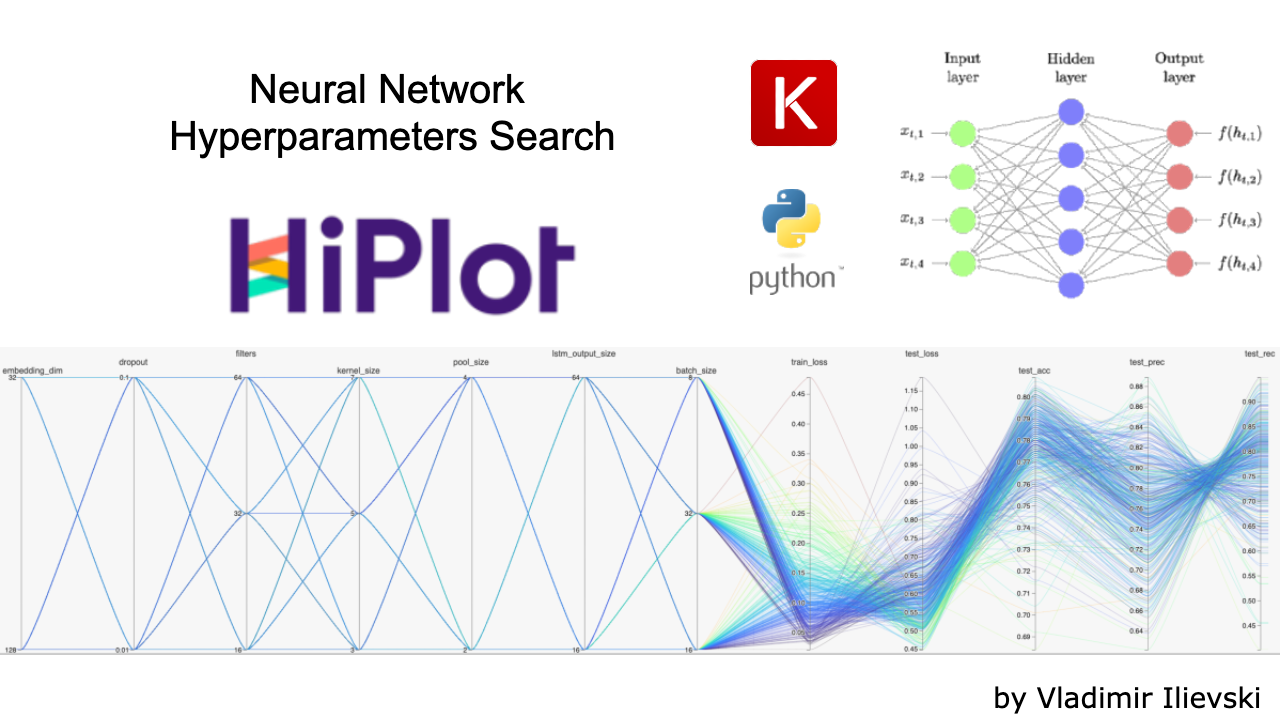 Neural Network
Hyperparameters Search
HiPlot
K
python™
Input
layer
Hidden
layer
Output
layer
x_{t,1}
x_{t,2}
x_{t,3}
x_{t,4}
f(h_{t,1})
f(h_{t,2})
f(h_{t,3})
f(h_{t,4})
embedding_dim
32
128
dropout
0.1
0.01
filters
64
32
16
kernel_size
7
5
3
pool_size
4
2
lstm_output_size
64
16
batch_size
8
32
16
train_loss
0.45
0.40
0.35
0.30
0.25
0.20
0.15
0.10
0.05
test_loss
1.15
1.10
1.05
1.00
0.95
0.90
0.85
0.80
0.75
0.70
0.65
0.60
0.55
0.50
0.45
test_acc
0.80
0.79
0.78
0.77
0.76
0.75
0.74
0.73
0.72
0.71
0.70
0.69
test_prec
0.88
0.86
0.84
0.82
0.80
0.78
0.76
0.74
0.72
0.70
0.68
0.66
0.64
test_rec
0.90
0.85
0.80
0.75
0.70
0.65
0.60
0.55
0.50
0.45
by Vladimir Ilievski